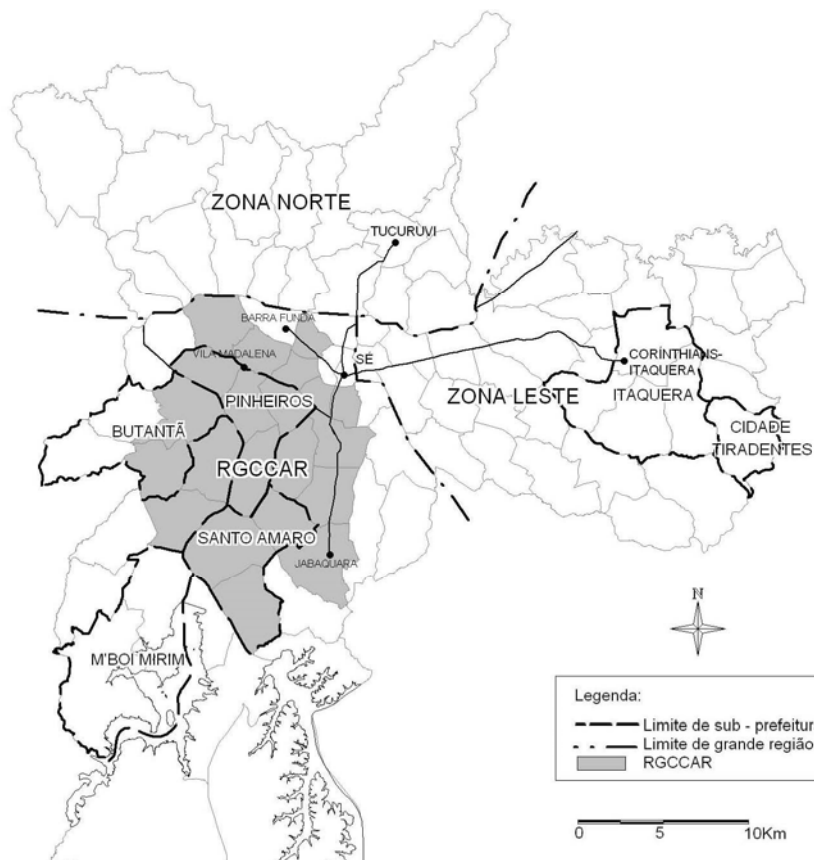 ZONA NORTE
TUCURUVI
BARRA FUNDA
SÉ
VILA MADALENA
CORÍNTHIANS-
ITAQUERA
ZONA LESTE
ITAQUERA
PINHEIROS
BUTANTÃ
CIDADE
TIRADENTES
RGCCAR
SANTO AMARO
JABAQUARA
N
M'BOI MIRIM
Legenda:
Limite de sub - prefeitur
Limite de grande região
RGCCAR
0 5 10Km